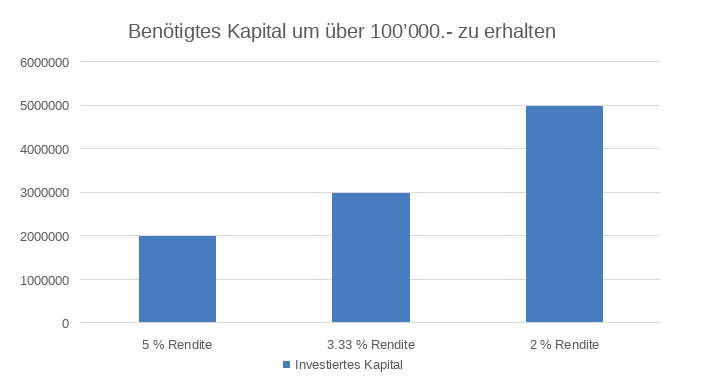 Benötigtes Kapital um über 100’000.- zu erhalten
6000000
5000000
4000000
3000000
2000000
1000000
0
5 % Rendite
3.33 % Rendite
2 % Rendite
Investiertes Kapital